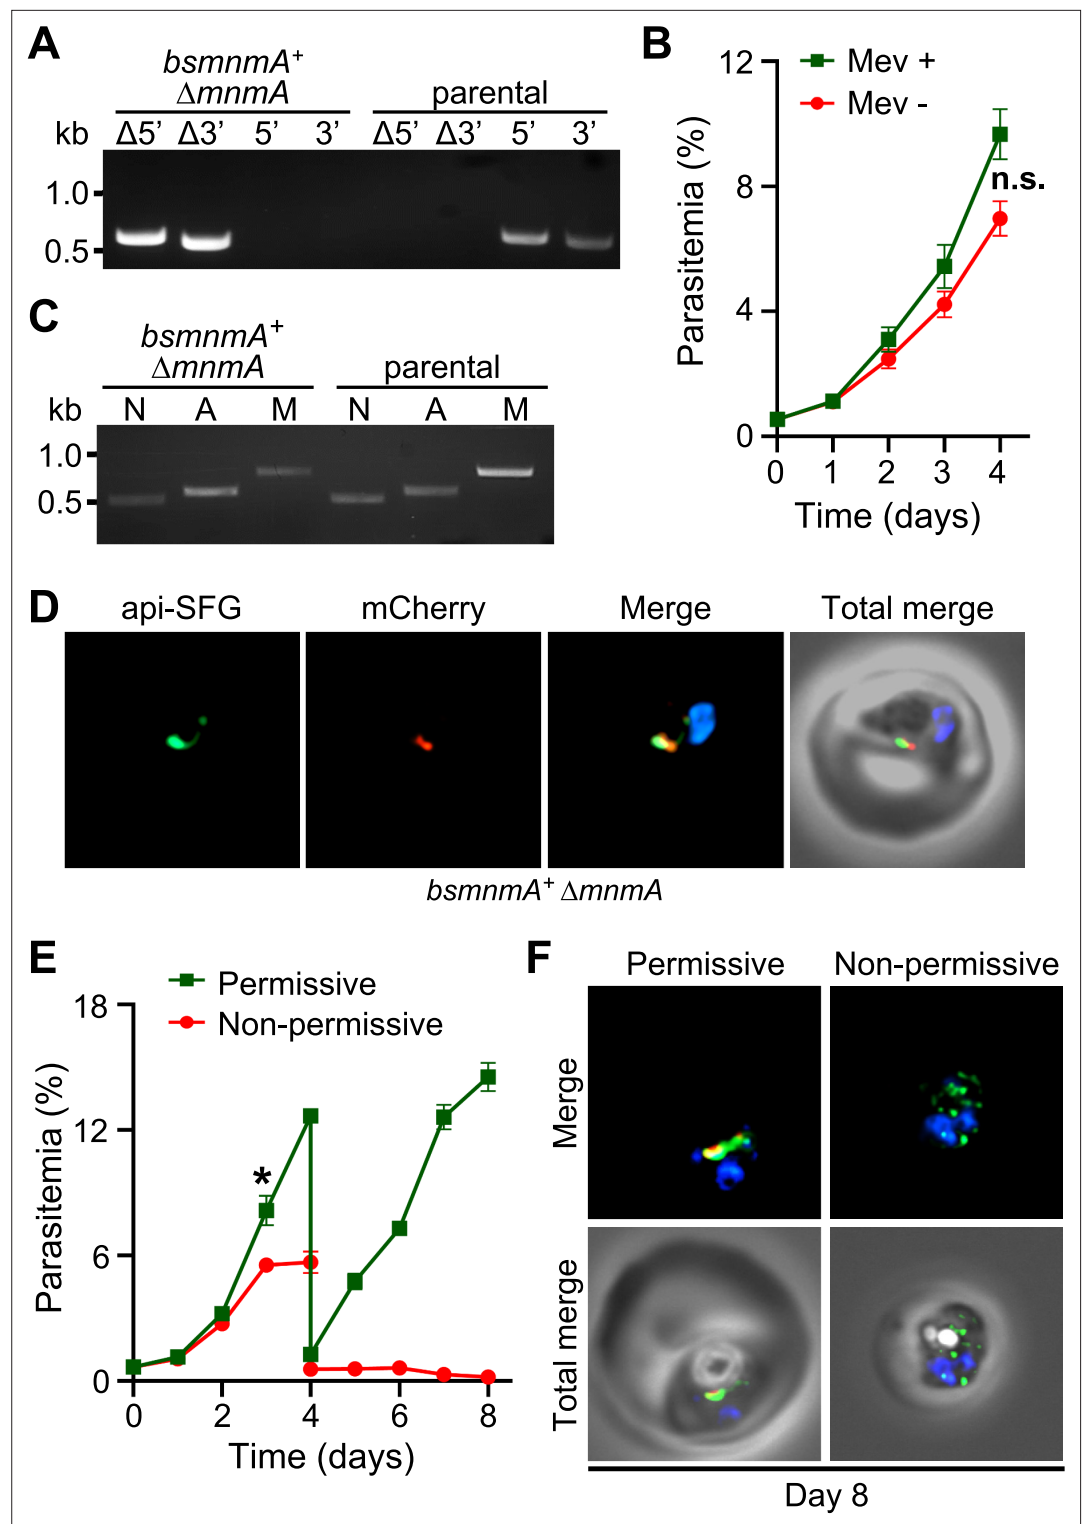 A
bsmnmA+
ΔmnmA
parental
kb Δ5’ Δ3’ 5’ 3’ Δ5’ Δ3’ 5’ 3’
1.0
0.5
B
Mev +
Mev -
Parasitemia (%)
12
8
4
0
n.s.
0 1 2 3 4
Time (days)
C
bsmnmA+
ΔmnmA
parental
kb N A M N A M
1.0
0.5
D
api-SFG mCherry Merge Total merge
bsmnmA+ ΔmnmA
E
Permissive
Non-permissive
Parasitemia (%)
18
12
6
0
*
0 2 4 6 8
Time (days)
F
Permissive Non-permissive
Merge
Total merge
Day 8